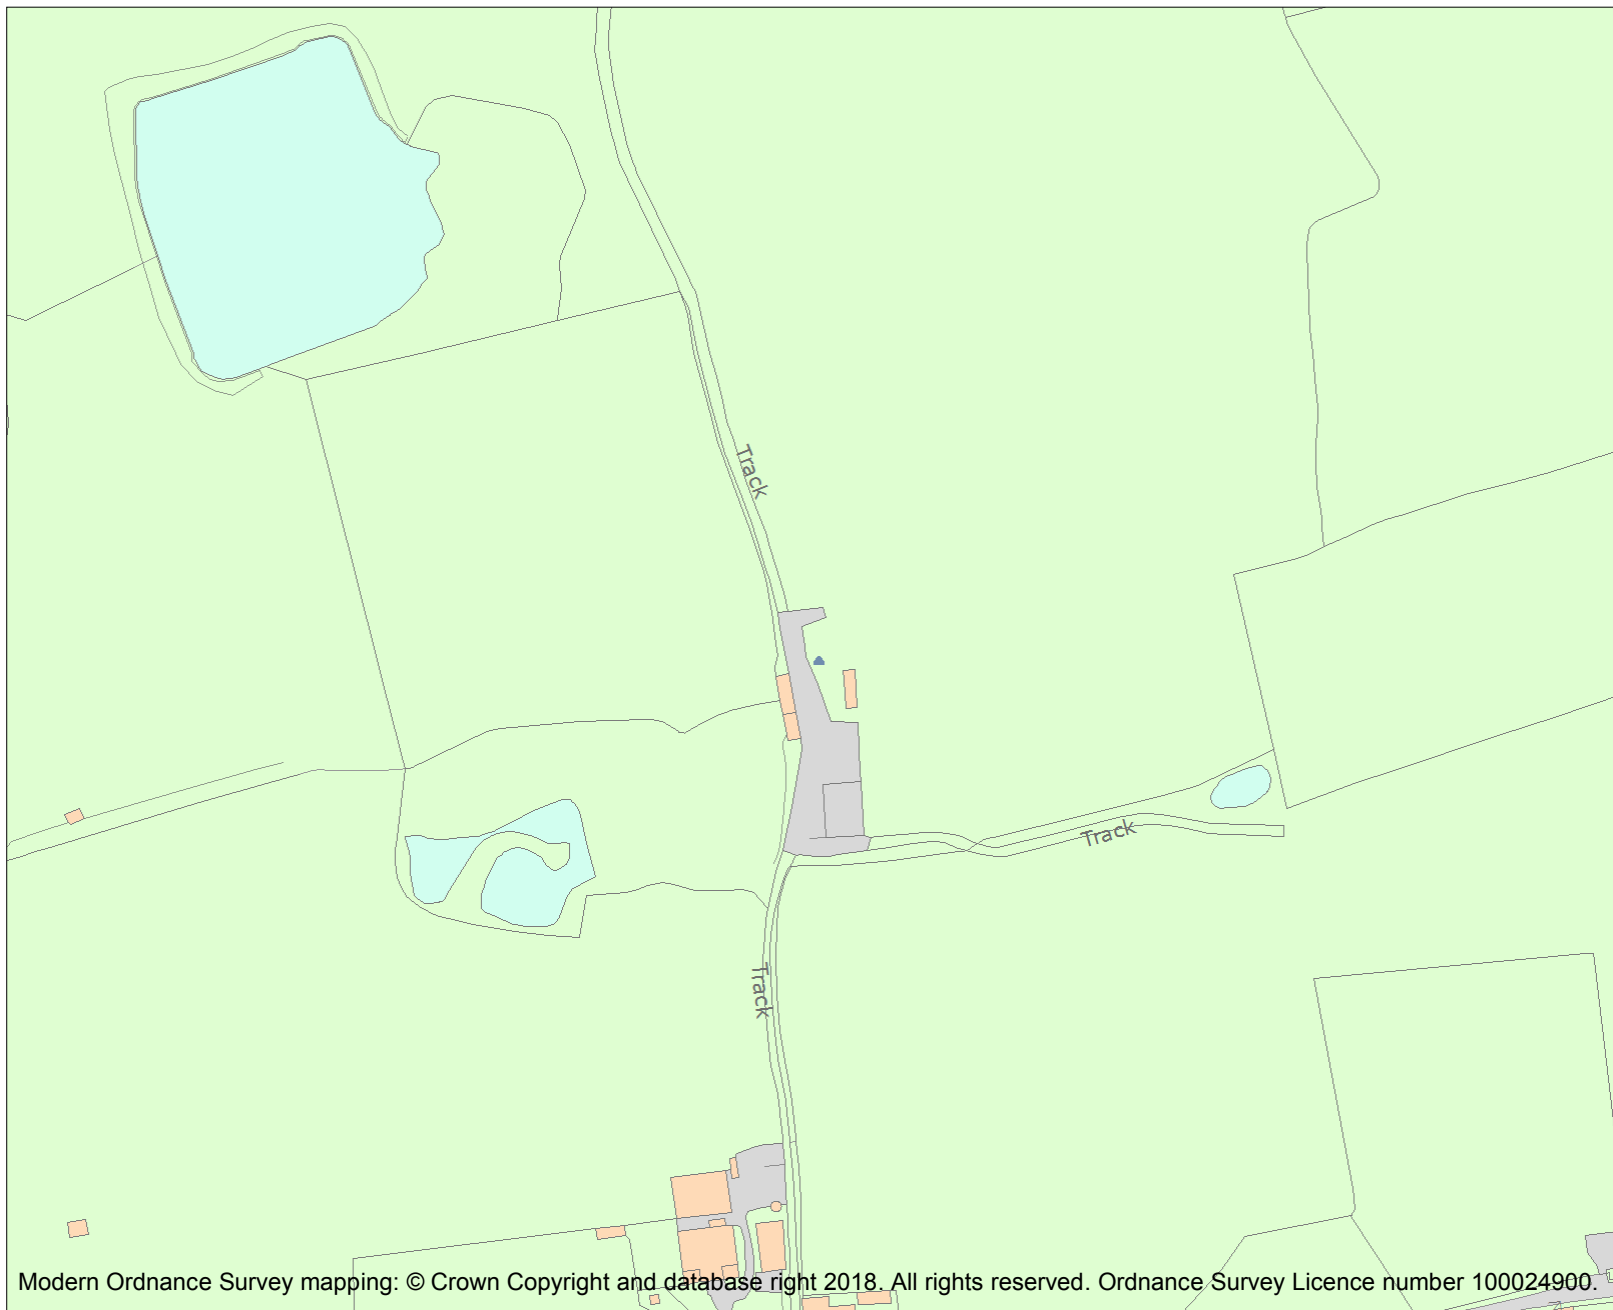 Track
Track
Track
Modern Ordnance Survey mapping: © Crown Copyright and database right 2018. All rights reserved. Ordnance Survey Licence number 100024900.